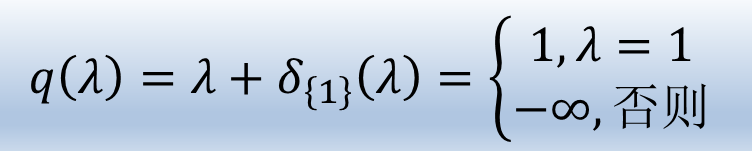 q(λ) = λ + δ_{1}(λ) = { 1, λ = 1
−∞, 否则